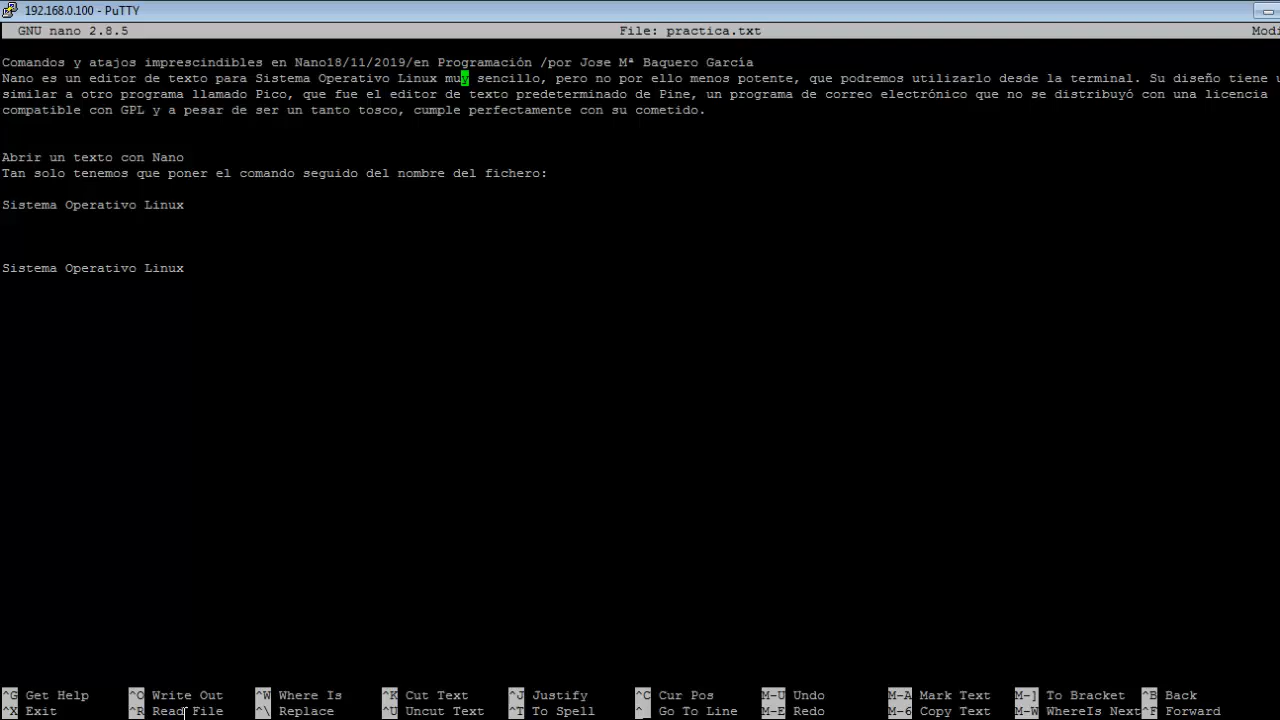 192.168.0.100 - PuTTY
GNU nano 2.8.5 File: practica.txt
Comandos y atajos imprescindibles en Nano18/11/2019/en Programación /por Jose Mª Baquero García
Nano es un editor de texto para Sistema Operativo Linux muy sencillo, pero no por ello menos potente, que podremos utilizarlo desde la terminal. Su diseño tiene
similar a otro programa llamado Pico, que fue el editor de texto predeterminado de Pine, un programa de correo electrónico que no se distribuyó con una licencia
compatible con GPL y a pesar de ser un tanto tosco, cumple perfectamente con su cometido.
Abrir un texto con Nano
Tan solo tenemos que poner el comando seguido del nombre del fichero:
Sistema Operativo Linux
Sistema Operativo Linux
^G Get Help ^O Write Out ^W Where Is ^K Cut Text ^J Justify ^C Cur Pos M-U Undo M-A Mark Text M-] To Bracket ^B Back
^X Exit ^R Read File ^\ Replace ^U Uncut Text ^T To Spell ^_ Go To Line M-E Redo M-6 Copy Text M-W WhereIs Next ^F Forward